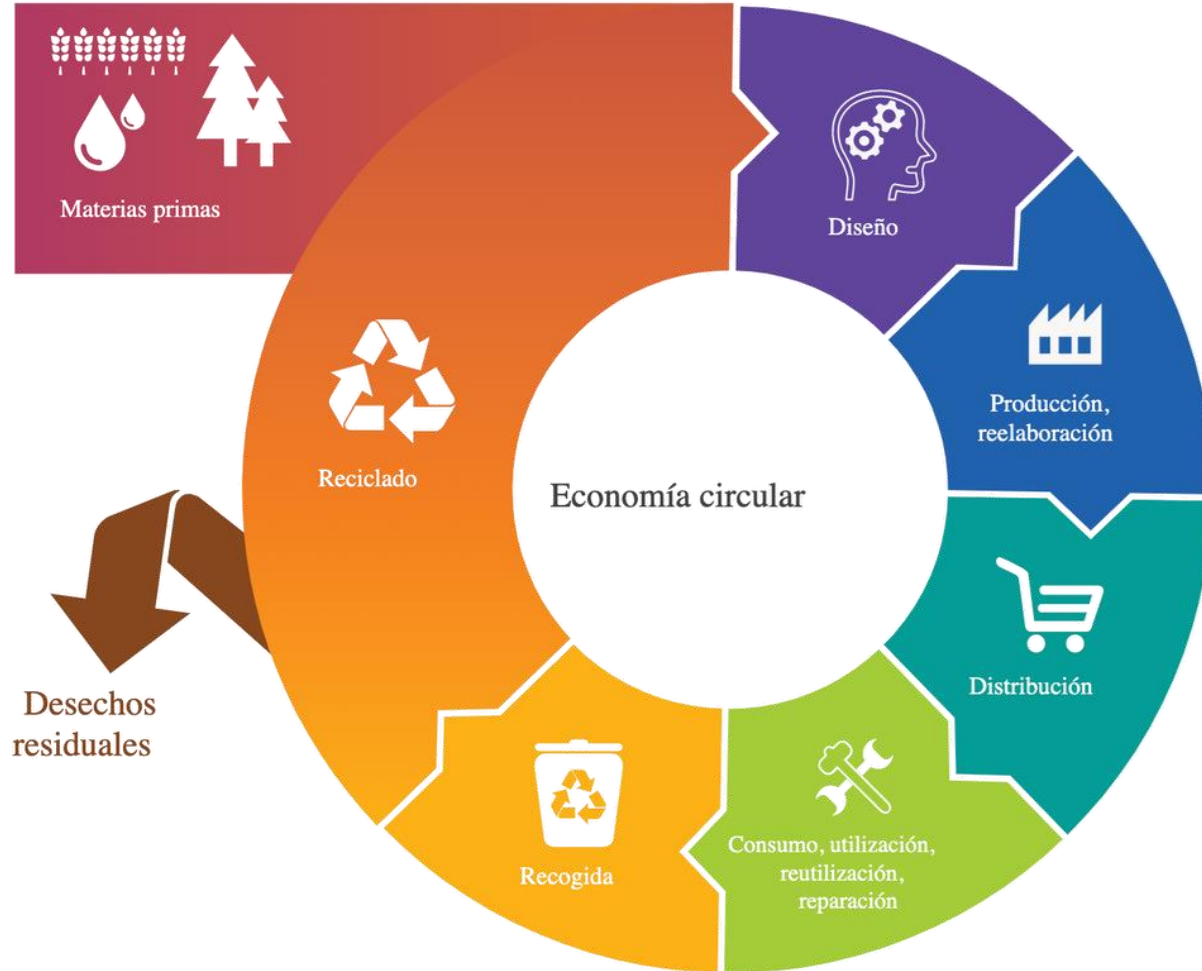 Materias primas
Diseño
Producción,
reelaboración
Distribución
Consumo, utilización,
reutilización,
reparación
Recogida
Reciclado
Economía circular
Desechos
residuales